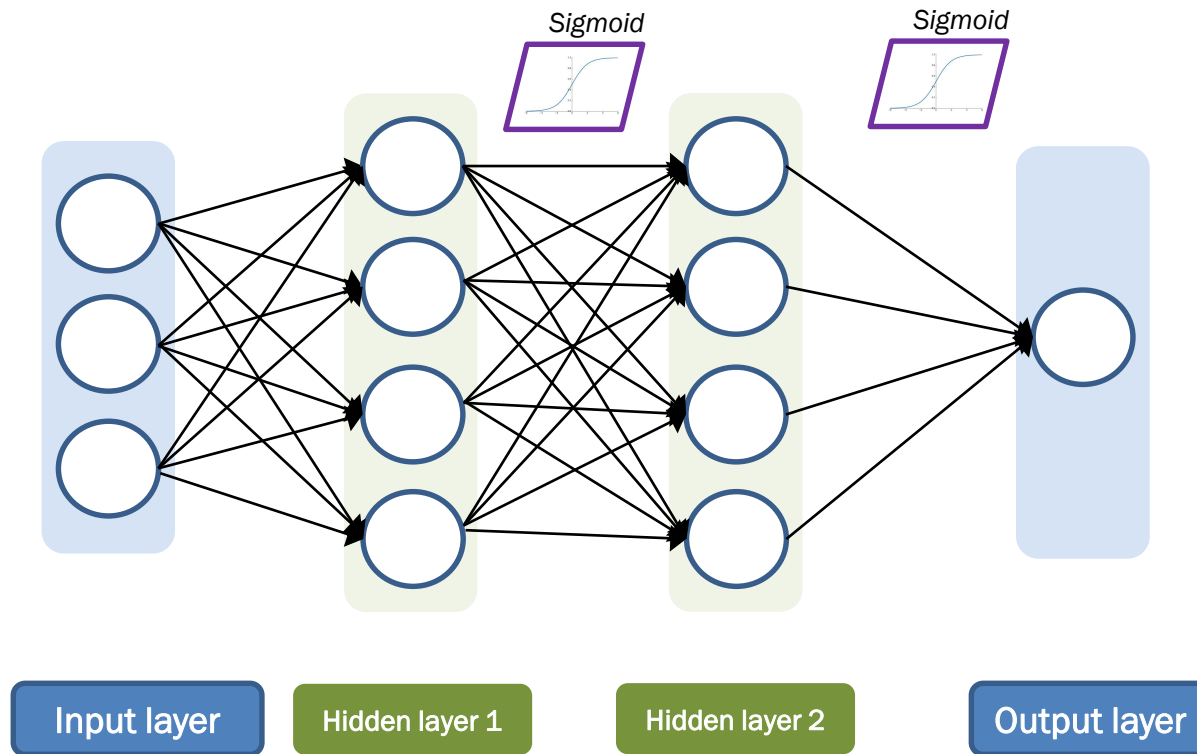 Sigmoid
Sigmoid
Input layer
Hidden layer 1
Hidden layer 2
Output layer